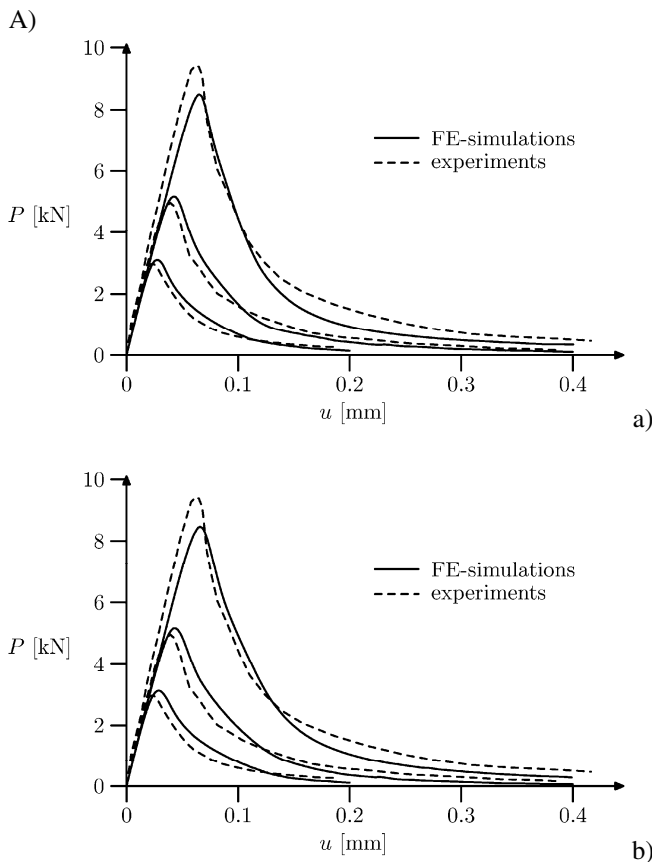 A)
10
8
FE-simulations
experiments
6
P [kN]
4
2
0
0 0.1 0.2 0.3 0.4
u [mm]
a)
10
8
FE-simulations
experiments
6
P [kN]
4
2
0
0 0.1 0.2 0.3 0.4
u [mm]
b)